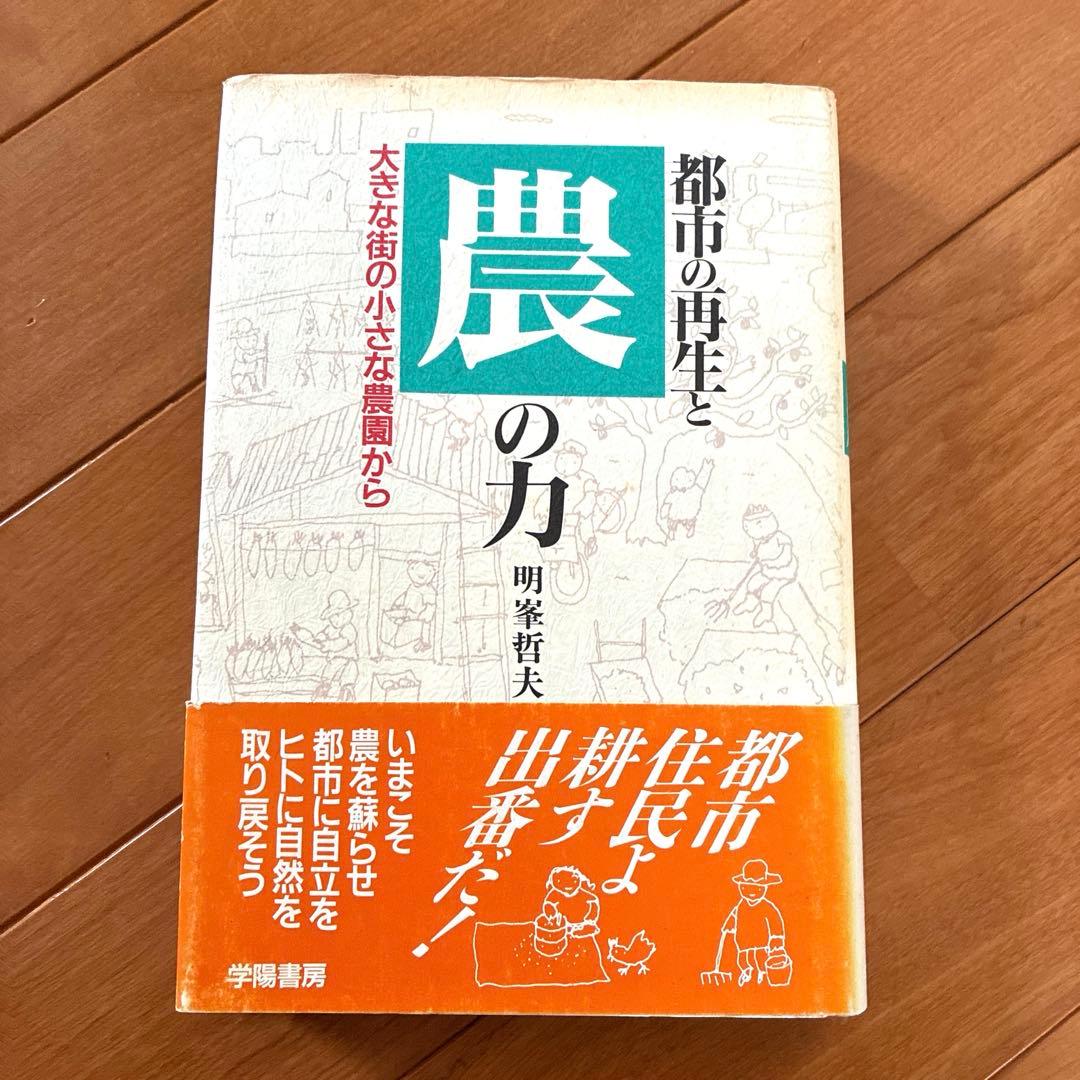 都市の再生と
農の力
大きな街の小さな農園から
明峯哲夫
都市
住民よ
耕す
出番だ!
いまこそ
農を蘇らせ
都市に自立を
ヒトに自然を
取り戻そう
学陽書房